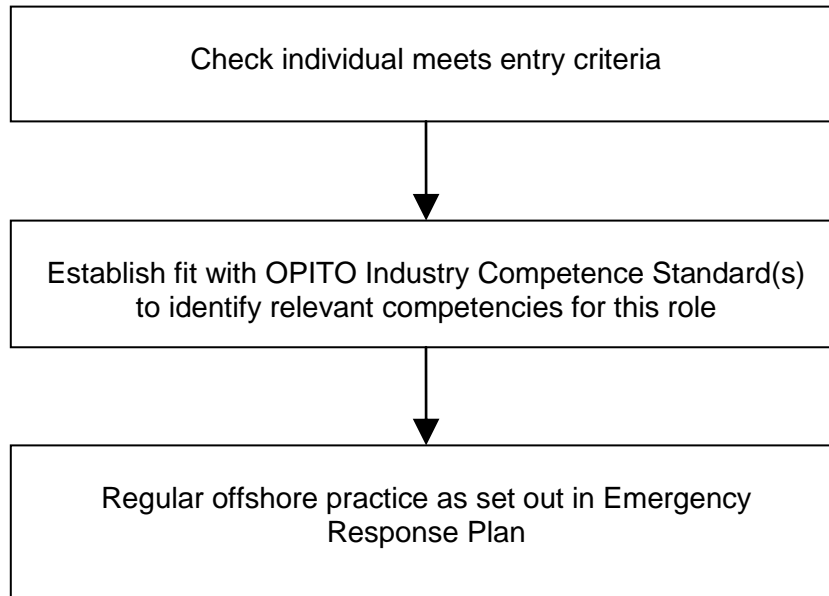 Check individual meets entry criteria
Establish fit with OPITO Industry Competence Standard(s)
to identify relevant competencies for this role
Regular offshore practice as set out in Emergency
Response Plan